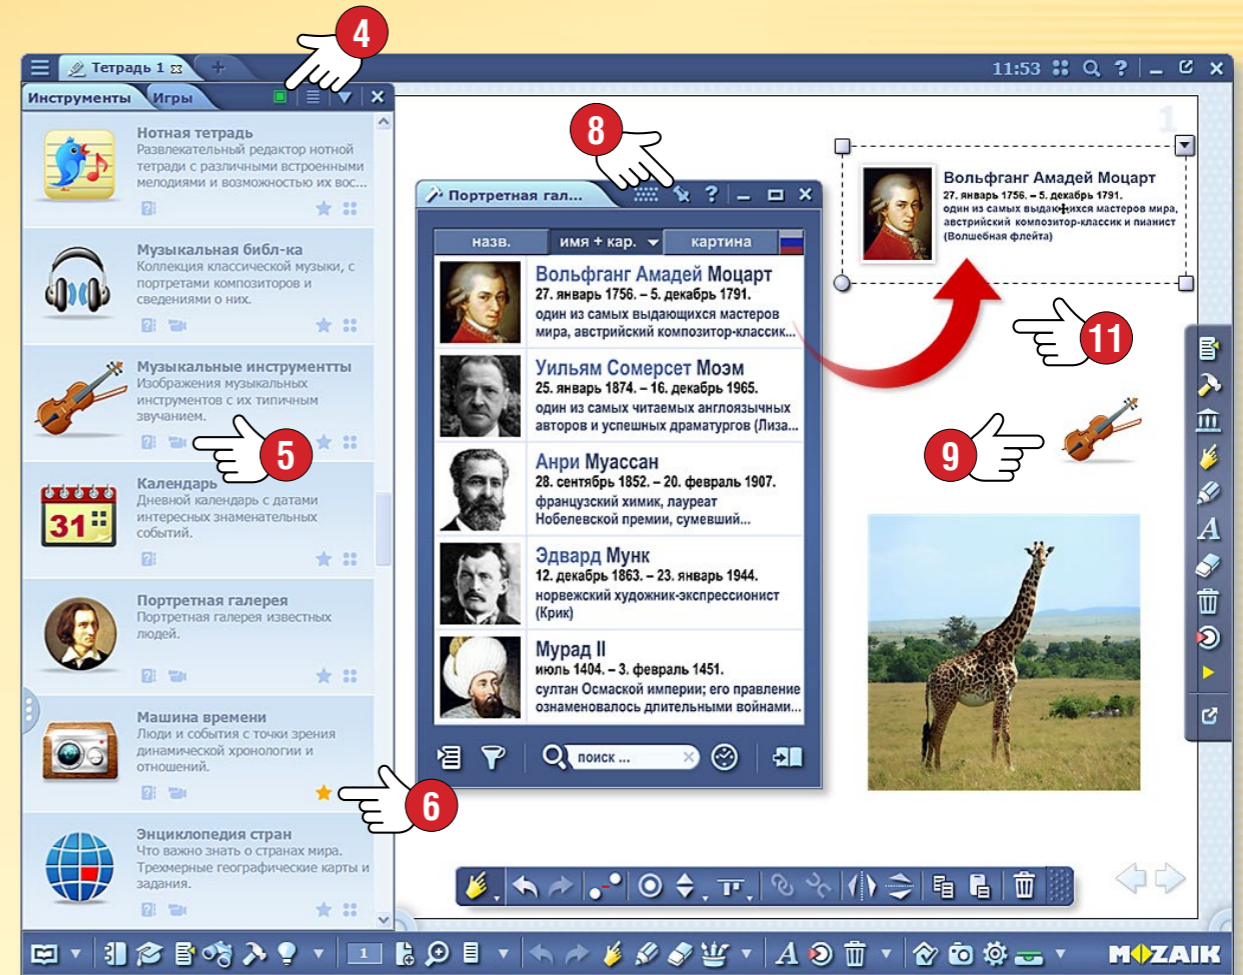 4
Тетрадь 1
11:53
Инструменты Игры
Нотная тетрадь
Развлекательный редактор нотной
тетради с различными встроенными
мелодиями и возможностью их вос...
Музыкальная библ-ка
Коллекция классической музыки, с
портретами композиторов и
сведениями о них.
Музыкальные инструментты
Изображения музыкальных
инструментов с их типичным
звучанием.
5
Календарь
Дневной календарь с датами
интересных знаменательных
событий.
31
Портретная галерея
Портретная галерея известных
людей.
Машина времени
Люди и события с точки зрения
динамической хронологии и
отношений.
6
Энциклопедия стран
Что важно знать о странах мира.
Трехмерные географические карты и
задания.
8
Портретная гал...
назв. имя + кар. картина
Вольфганг Амадей Моцарт
27. январь 1756. – 5. декабрь 1791.
один из самых выдающихся мастеров
мира, австрийский композитор-классик...
Уильям Сомерсет Моэм
25. январь 1874. – 16. декабрь 1965.
один из самых читаемых англоязычных
авторов и успешных драматургов (Лиза...
Анри Муассан
28. сентябрь 1852. – 20. февраль 1907.
французский химик, лауреат
Нобелевской премии, сумевший...
Эдвард Мунк
12. декабрь 1863. – 23. январь 1944.
норвежский художник-экспрессионист
(Крик)
Мурад II
июль 1404. – 3. февраль 1451.
султан Осмаской империи; его правление
ознаменовалось длительными войнами...
поиск ...
1
Вольфганг Амадей Моцарт
27. январь 1756. – 5. декабрь 1791.
один из самых выдающихся мастеров мира,
австрийский композитор-классик и пианист
(Волшебная флейта)
11
9
A
1
A
MOZAIK